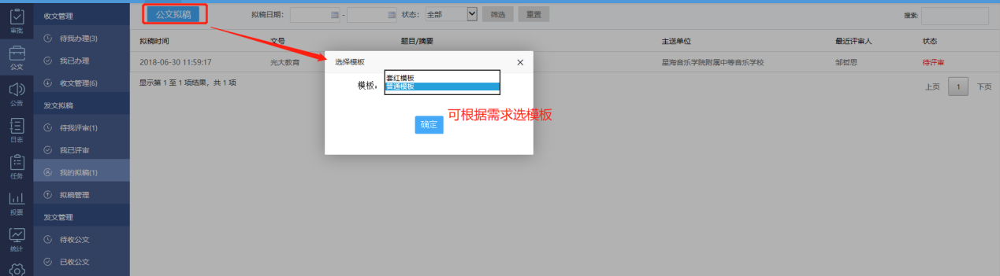 审批
公文
公告
日志
任务
投票
统计
收文管理
待我办理(3)
我已办理
收文管理(6)
发文拟稿
待我评审(1)
我已评审
我的拟稿(1)
拟稿管理
发文管理
待收公文
已收公文
公文拟稿 拟稿日期： - 状态： 全部 筛选 重置 搜索:
拟稿时间 文号 题目/摘要 主送单位 最近评审人 状态
2018-06-30 11:59:17 光大教育 星海音乐学院附属中等音乐学校 邹哲思 待评审
显示第 1 至 1 项结果，共 1 项 上页 1 下页
选择模板
模板：
套红模板
普通模板
确定
可根据需求选模板